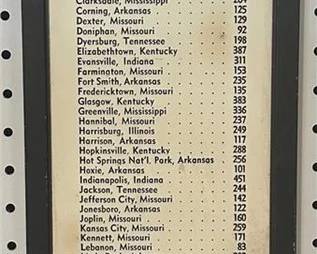 Clarksdale, Mississippi . . . . 204
Corning, Arkansas . . . . . . 125
Dexter, Missouri . . . . . . . 129
Doniphan, Missouri . . . . . . 92
Dyersburg, Tennessee . . . . . 198
Elizabethtown, Kentucky . . . . 387
Evansville, Indiana . . . . . . 311
Farmington, Missouri . . . . . 153
Fort Smith, Arkansas . . . . . 235
Fredericktown, Missouri . . . . 135
Glasgow, Kentucky . . . . . . 383
Greenville, Mississippi . . . . . 336
Hannibal, Missouri . . . . . . 237
Harrisburg, Illinois . . . . . . 249
Harrison, Arkansas . . . . . . 117
Hopkinsville, Kentucky . . . . . 288
Hot Springs Nat'l. Park, Arkansas . 256
Hoxie, Arkansas . . . . . . . 101
Indianapolis, Indiana . . . . . 451
Jackson, Tennessee . . . . . . 244
Jefferson City, Missouri . . . . 142
Jonesboro, Arkansas . . . . . 122
Joplin, Missouri . . . . . . . 160
Kansas City, Missouri . . . . . 259
Kennett, Missouri . . . . . . 171
Lebanon, Missouri . . . . . . 83